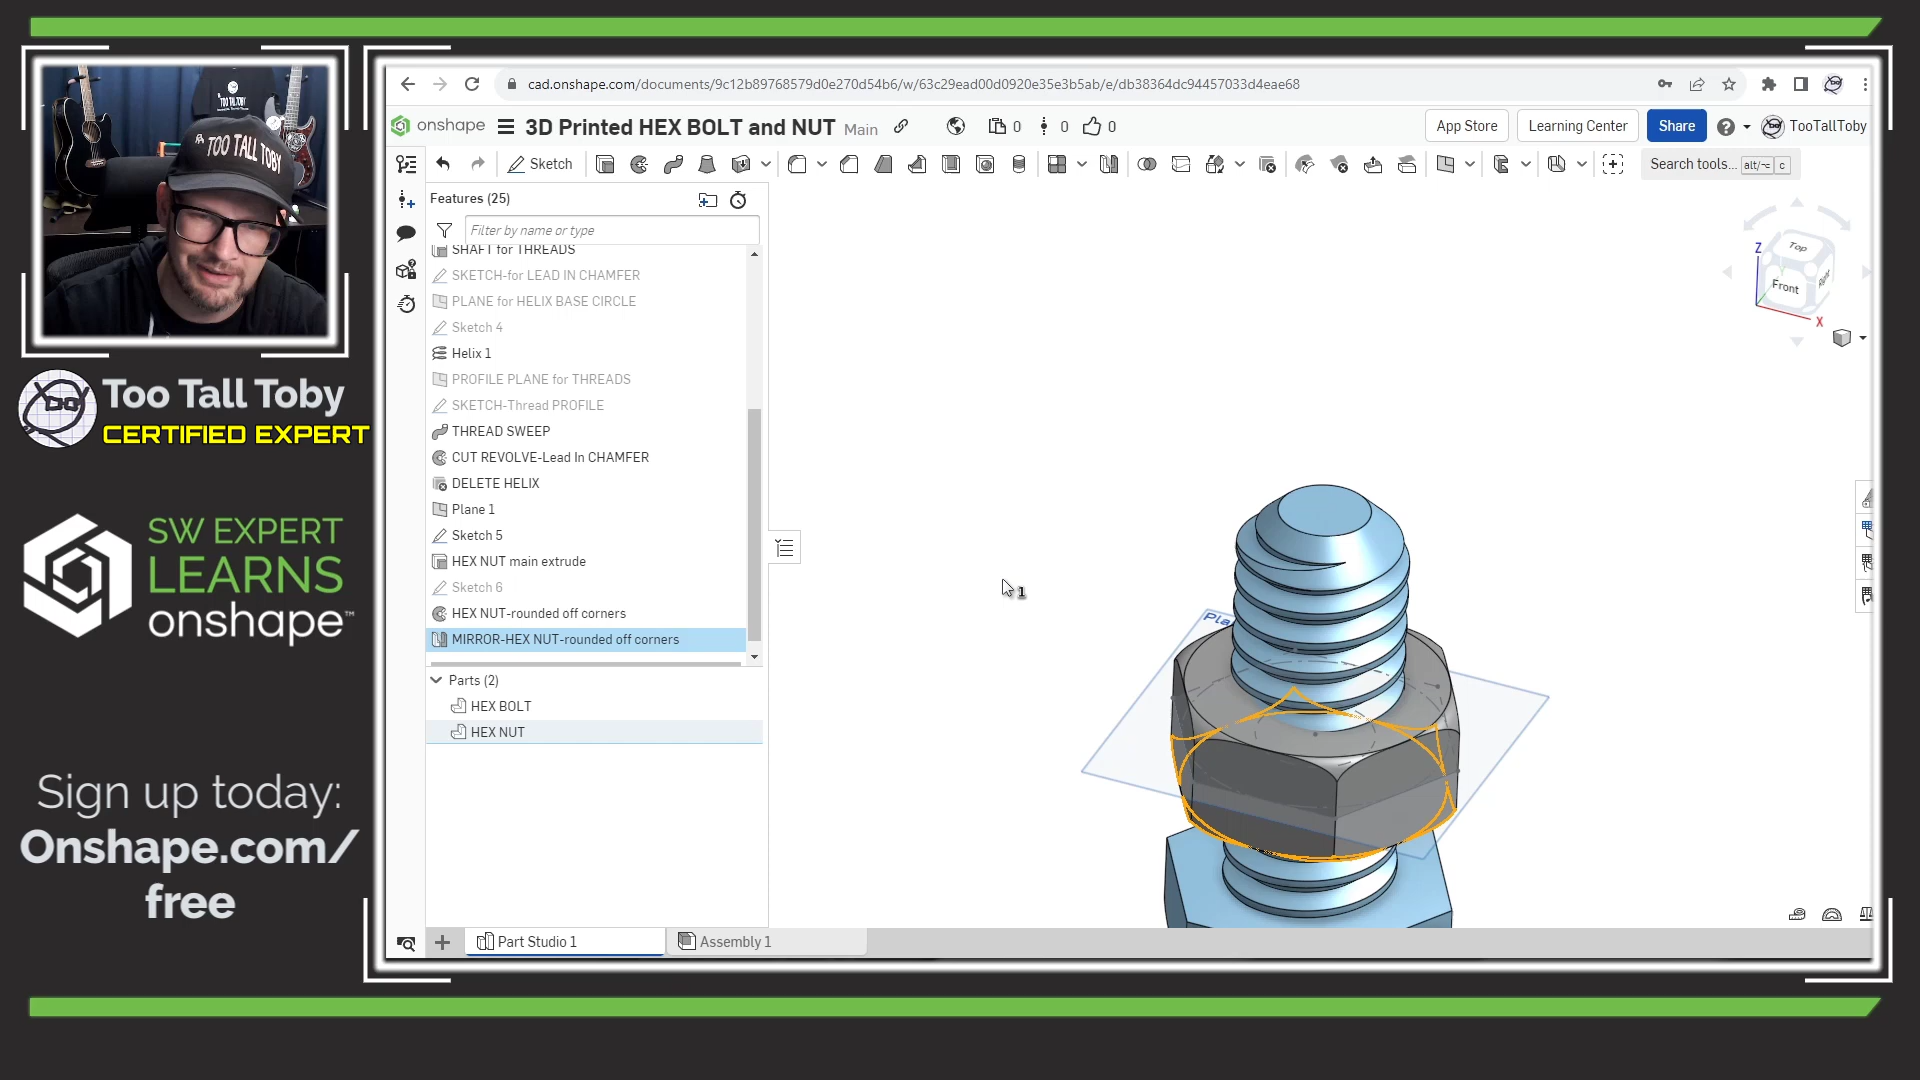 TOO TALL TOBY
TOO TALL TOBY
Too Tall Toby
CERTIFIED EXPERT
SW EXPERT
LEARNS
onshape™
Sign up today:
Onshape.com/
free
cad.onshape.com/documents/9c12b89768579d0e270d54b6/w/63c29ead00d0920e35e3b5ab/e/db38364dc94457033d4eae68
onshape
3D Printed HEX BOLT and NUT Main
0
0
0
App Store
Learning Center
Share
TooTallToby
Sketch
Search tools... alt/⌥ c
Features (25)
Filter by name or type
SHAFT for THREADS
SKETCH-for LEAD IN CHAMFER
PLANE for HELIX BASE CIRCLE
Sketch 4
Helix 1
PROFILE PLANE for THREADS
SKETCH-Thread PROFILE
THREAD SWEEP
CUT REVOLVE-Lead In CHAMFER
DELETE HELIX
Plane 1
Sketch 5
HEX NUT main extrude
Sketch 6
HEX NUT-rounded off corners
MIRROR-HEX NUT-rounded off corners
Parts (2)
HEX BOLT
HEX NUT
Part Studio 1
Assembly 1
Top
Front
Right
Z
X
1
Pla